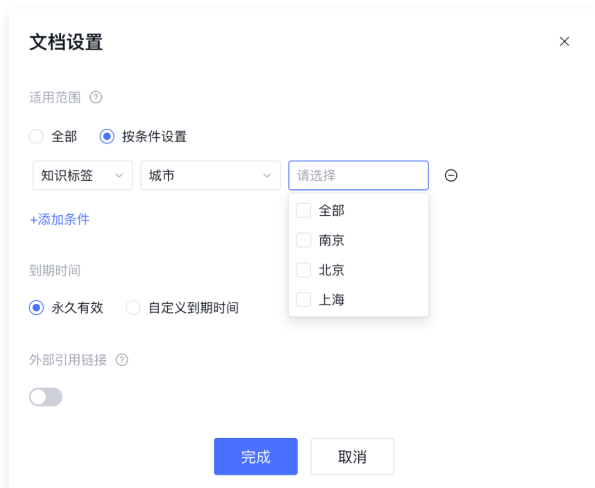 文档设置
适用范围
全部 按条件设置
知识标签 城市 请选择
全部
+添加条件
南京
北京
到期时间
上海
永久有效 自定义到期时间
外部引用链接
完成 取消